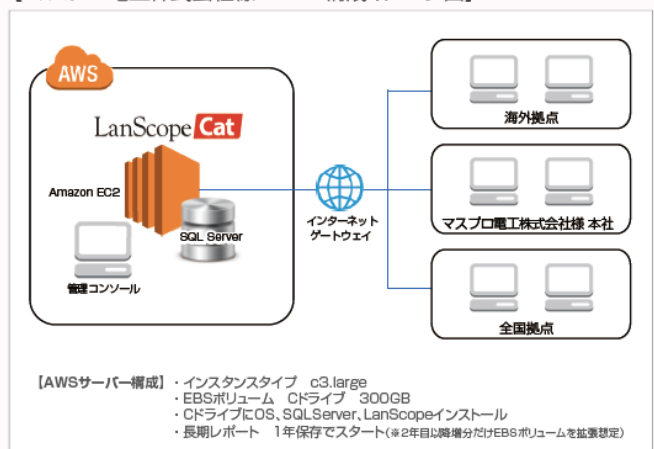 AWS
LanScope Cat
Amazon EC2
SQL Server
管理コンソール
インターネット
ゲートウェイ
海外拠点
マスプロ電工株式会社様 本社
全国拠点
【AWSサーバー構成】・インスタンスタイプ　c3.large
・EBSボリューム　Cドライブ　300GB
・CドライブにOS、SQLServer、LanScopeインストール
・長期レポート　1年保存でスタート（※2年目以降増分だけEBSボリュームを拡張想定）